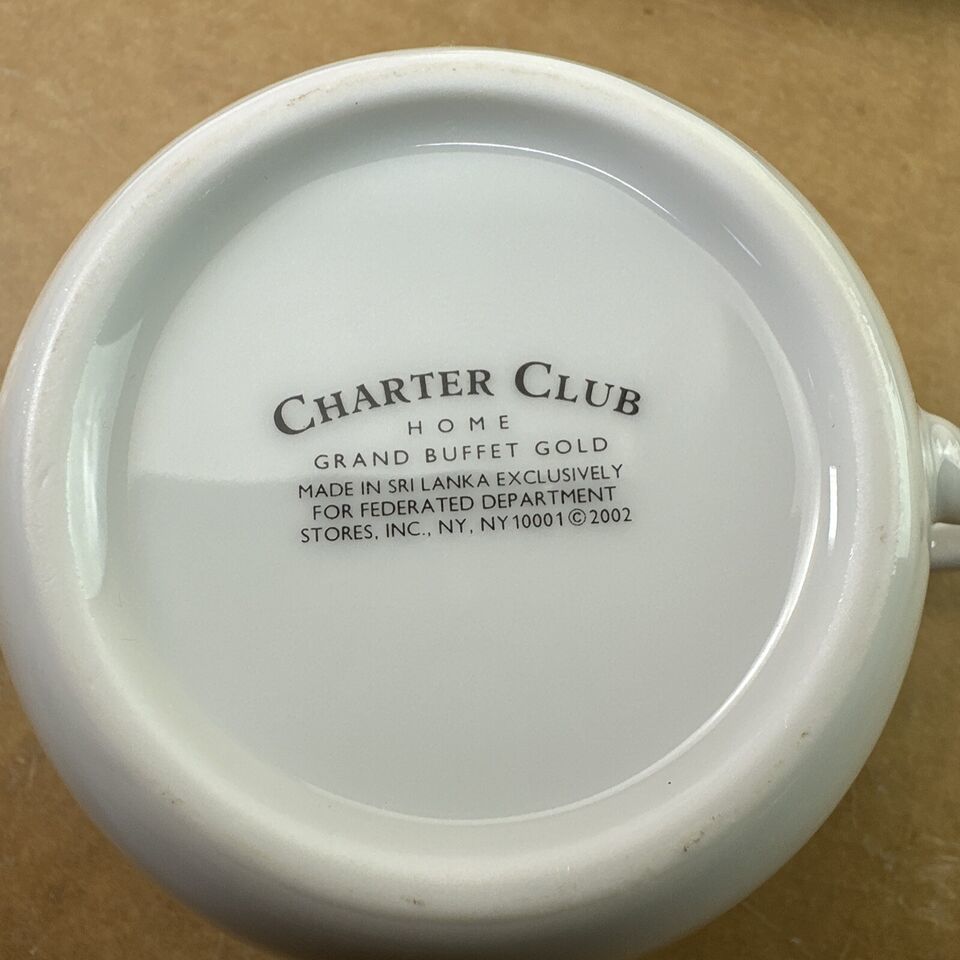 CHARTER CLUB
HOME
GRAND BUFFET GOLD
MADE IN SRI LANKA EXCLUSIVELY
FOR FEDERATED DEPARTMENT
STORES, INC., NY, NY 10001 © 2002